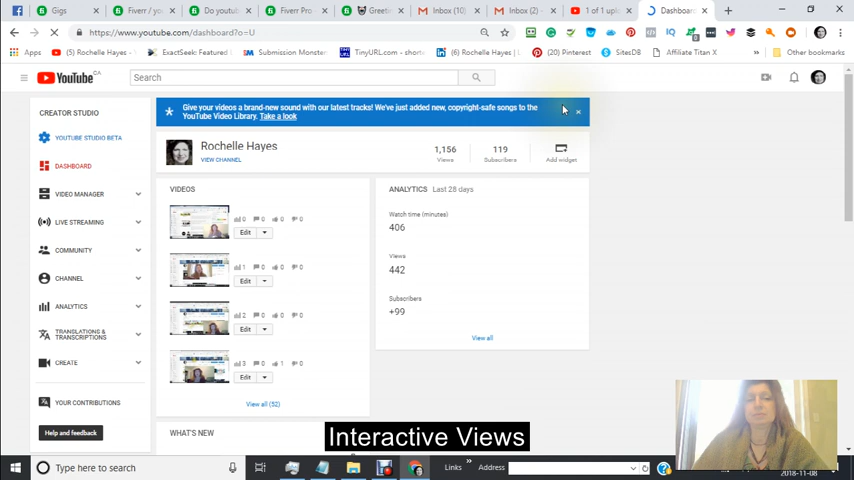 Gigs
Fiverr / you
Do youtub
Fiverr Pro
Greetin
Inbox (10)
Inbox (2) -
1 of 1 uplo
Dashboard
https://www.youtube.com/dashboard?o=U
Apps
(5) Rochelle Hayes -
ExactSeek: Featured L
Submission Monster
TinyURL.com - shorte
(6) Rochelle Hayes |
(20) Pinterest
SitesDB
Affiliate Titan X
Other bookmarks
YouTube CA
Search
CREATOR STUDIO
YOUTUBE STUDIO BETA
DASHBOARD
VIDEO MANAGER
LIVE STREAMING
COMMUNITY
CHANNEL
ANALYTICS
TRANSLATIONS &
TRANSCRIPTIONS
CREATE
YOUR CONTRIBUTIONS
Help and feedback
Give your videos a brand-new sound with our latest tracks! We've just added new, copyright-safe songs to the
YouTube Video Library. Take a look
Rochelle Hayes
VIEW CHANNEL
1,156
Views
119
Subscribers
Add widget
VIDEOS
0 0 0 0
Edit
1 0 0 0
Edit
2 0 0 0
Edit
3 0 1 0
Edit
View all (52)
WHAT'S NEW
ANALYTICS Last 28 days
Watch time (minutes)
406
Views
442
Subscribers
+99
View all
Interactive Views
Type here to search
Links
Address
2018-11-08